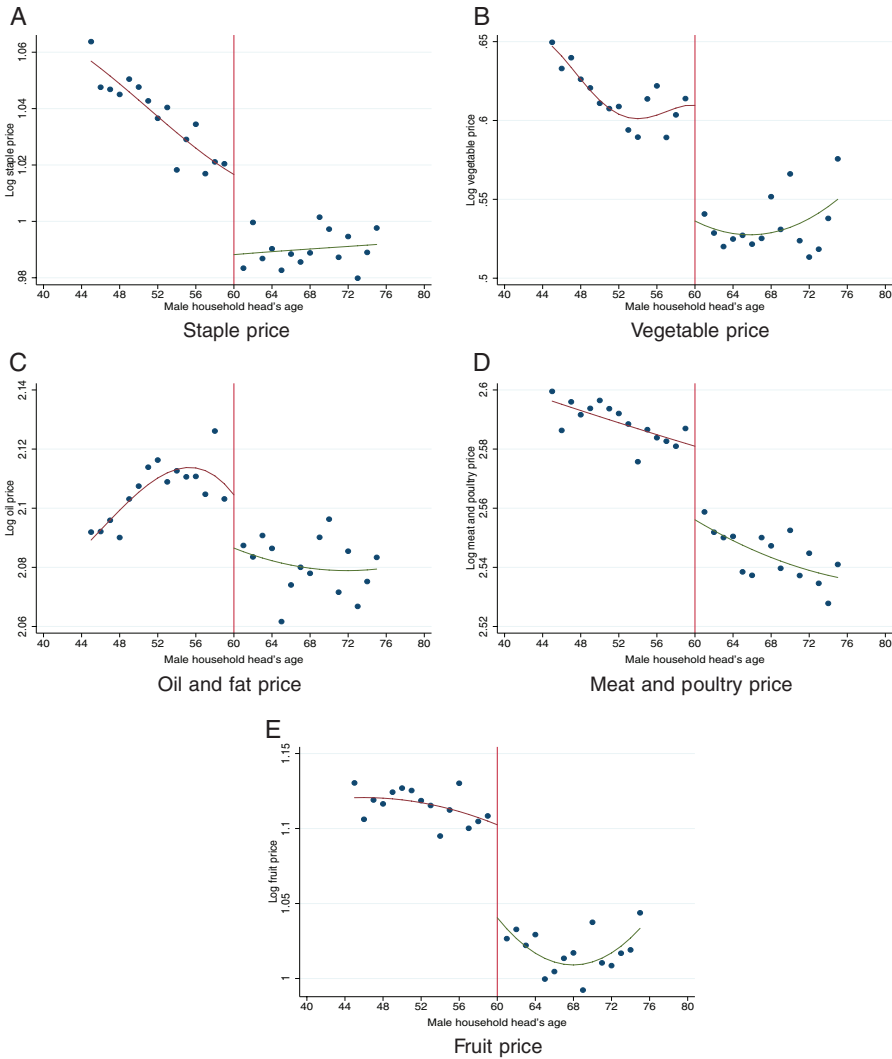 A
Log staple price
1.06
1.04
1.02
1
.98
40 44 48 52 56 60 64 68 72 76 80
Male household head's age
Staple price
B
Log vegetable price
.65
.6
.55
.5
40 44 48 52 56 60 64 68 72 76 80
Male household head's age
Vegetable price
C
Log oil price
2.14
2.12
2.1
2.08
2.06
40 44 48 52 56 60 64 68 72 76 80
Male household head's age
Oil and fat price
D
Log meat and poultry price
2.6
2.58
2.56
2.54
2.52
40 44 48 52 56 60 64 68 72 76 80
Male household head's age
Meat and poultry price
E
Log fruit price
1.15
1.1
1.05
1
40 44 48 52 56 60 64 68 72 76 80
Male household head's age
Fruit price